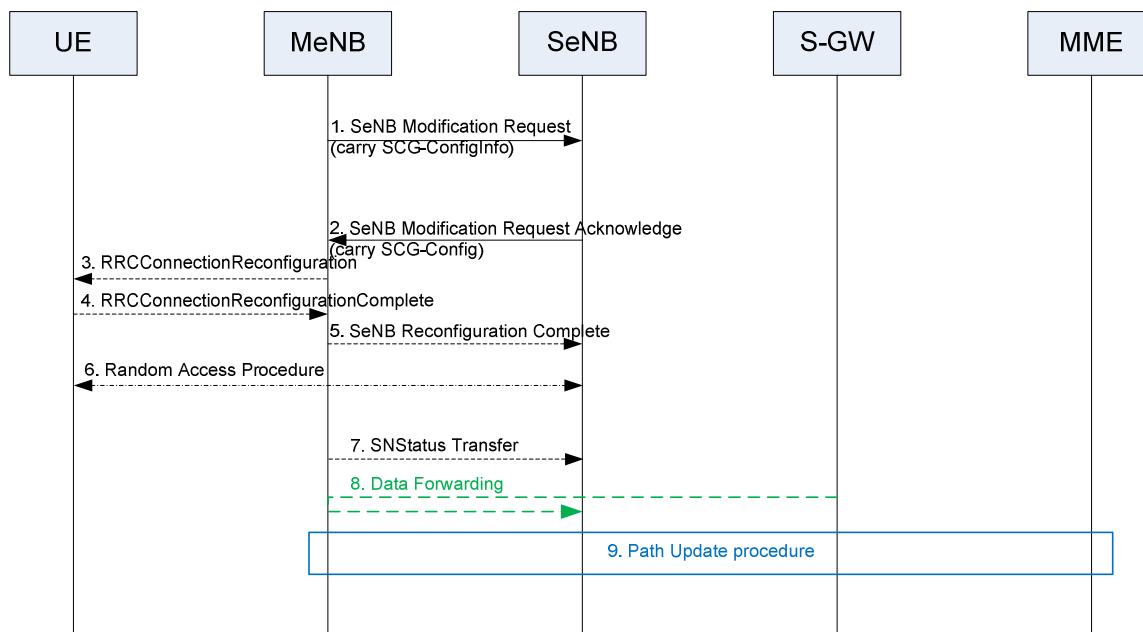 UE
MeNB
SeNB
S-GW
MME
1. SeNB Modification Request
(carry SCG-ConfigInfo)
2. SeNB Modification Request Acknowledge
(carry SCG-Config)
3. RRCConnectionReconfiguration
4. RRCConnectionReconfigurationComplete
5. SeNB Reconfiguration Complete
6. Random Access Procedure
7. SNStatus Transfer
8. Data Forwarding
9. Path Update procedure